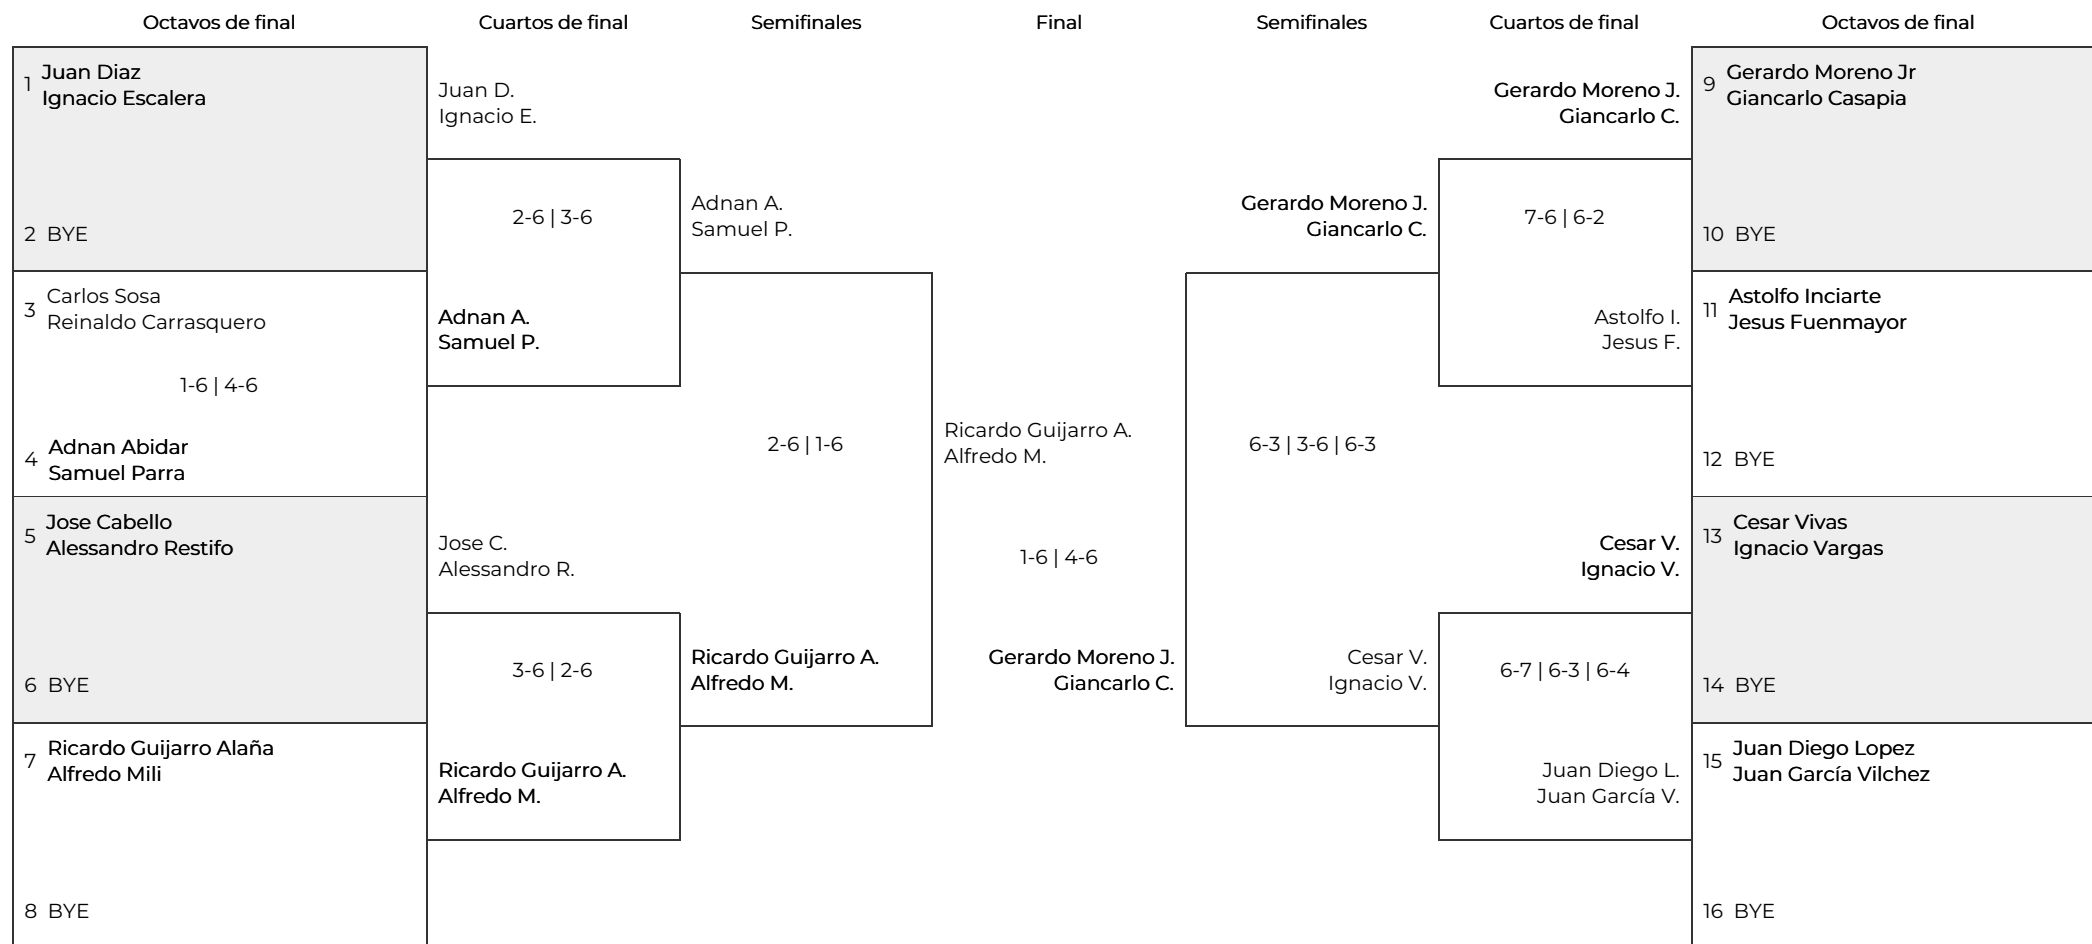 Octavos de final
Cuartos de final
Semifinales
Final
Semifinales
Cuartos de final
Octavos de final
1
Juan Diaz
Ignacio Escalera
2 BYE
3
Carlos Sosa
Reinaldo Carrasquero
1-6 | 4-6
4
Adnan Abidar
Samuel Parra
5
Jose Cabello
Alessandro Restifo
6 BYE
7
Ricardo Guijarro Alaña
Alfredo Mili
8 BYE
Juan D.
Ignacio E.
2-6 | 3-6
Adnan A.
Samuel P.
Jose C.
Alessandro R.
3-6 | 2-6
Ricardo Guijarro A.
Alfredo M.
Adnan A.
Samuel P.
2-6 | 1-6
Ricardo Guijarro A.
Alfredo M.
Ricardo Guijarro A.
Alfredo M.
1-6 | 4-6
Gerardo Moreno J.
Giancarlo C.
Gerardo Moreno J.
Giancarlo C.
6-3 | 3-6 | 6-3
Cesar V.
Ignacio V.
Gerardo Moreno J.
Giancarlo C.
7-6 | 6-2
Astolfo I.
Jesus F.
Cesar V.
Ignacio V.
6-7 | 6-3 | 6-4
Juan Diego L.
Juan García V.
9
Gerardo Moreno Jr
Giancarlo Casapia
10 BYE
11
Astolfo Inciarte
Jesus Fuenmayor
12 BYE
13
Cesar Vivas
Ignacio Vargas
14 BYE
15
Juan Diego Lopez
Juan García Vilchez
16 BYE